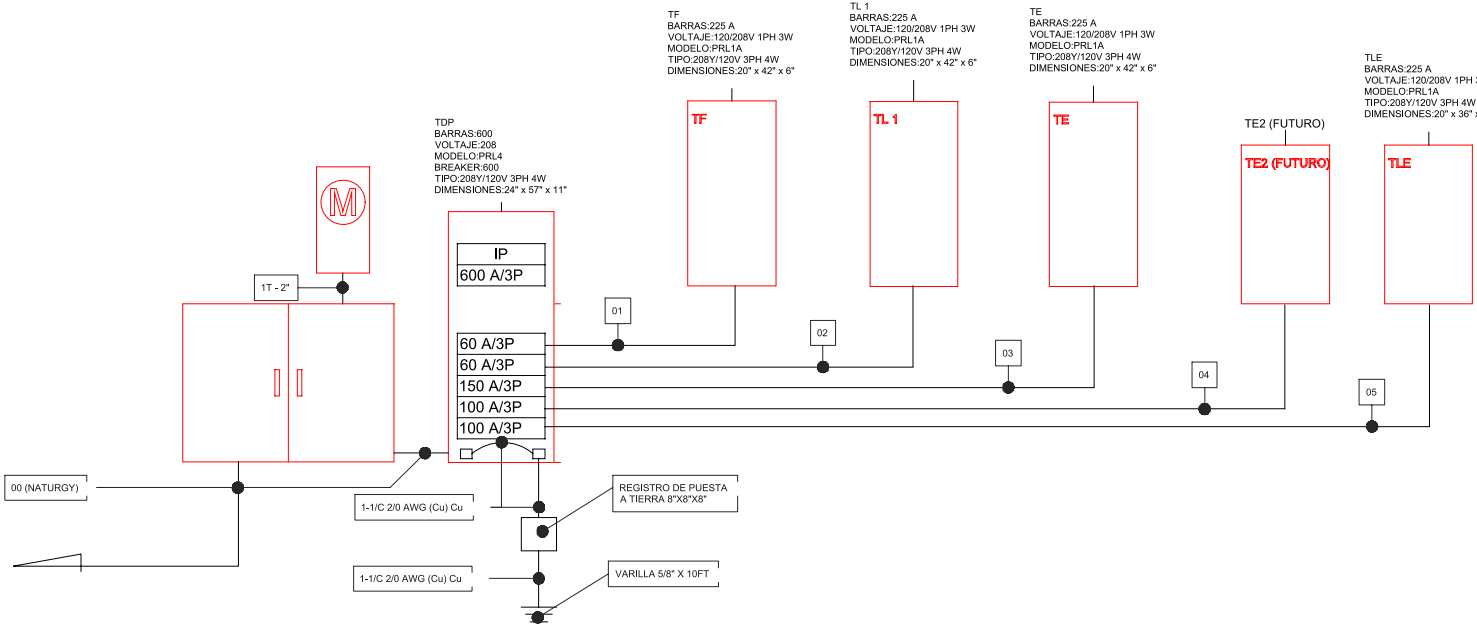 TF
BARRAS:225 A
VOLTAJE:120/208V 1PH 3W
MODELO:PRL1A
TIPO:208Y/120V 3PH 4W
DIMENSIONES:20" x 42" x 6"
TL 1
BARRAS:225 A
VOLTAJE:120/208V 1PH 3W
MODELO:PRL1A
TIPO:208Y/120V 3PH 4W
DIMENSIONES:20" x 42" x 6"
TE
BARRAS:225 A
VOLTAJE:120/208V 1PH 3W
MODELO:PRL1A
TIPO:208Y/120V 3PH 4W
DIMENSIONES:20" x 42" x 6"
TLE
BARRAS:225 A
VOLTAJE:120/208V 1PH
MODELO:PRL1A
TIPO:208Y/120V 3PH 4W
DIMENSIONES:20" x 36" x
TDP
BARRAS:600
VOLTAJE:208
MODELO:PRL4
BREAKER:600
TIPO:208Y/120V 3PH 4W
DIMENSIONES:24" x 57" x 11"
TF
TL 1
TE
TE2 (FUTURO)
TE2 (FUTURO)
TLE
M
1T - 2"
IP
600 A/3P
60 A/3P
60 A/3P
150 A/3P
100 A/3P
100 A/3P
01
02
03
04
05
00 (NATURGY)
1-1/C 2/0 AWG (Cu) Cu
REGISTRO DE PUESTA
A TIERRA 8"X8"X8"
1-1/C 2/0 AWG (Cu) Cu
VARILLA 5/8" X 10FT